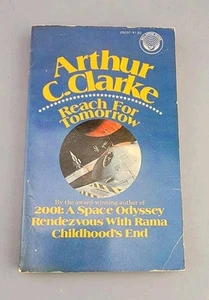 Arthur
C. Clarke
Reach For
Tomorrow
By the award-winning author of
2001: A Space Odyssey
Rendezvous With Rama
Childhood's End